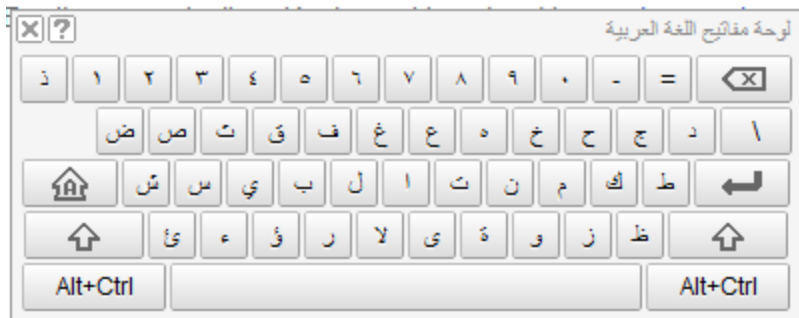 لوحة مفاتيح اللغة العربية
ذ ١ ٢ ٣ ٤ ٥ ٦ ٧ ٨ ٩ ٠ - =
ض ص ث ق ف غ ع ه خ ح ج د \
ش س ي ب ل ا ت ن م ك ط
ئ ء ؤ ر لا ى ة و ز ظ
Alt+Ctrl Alt+Ctrl